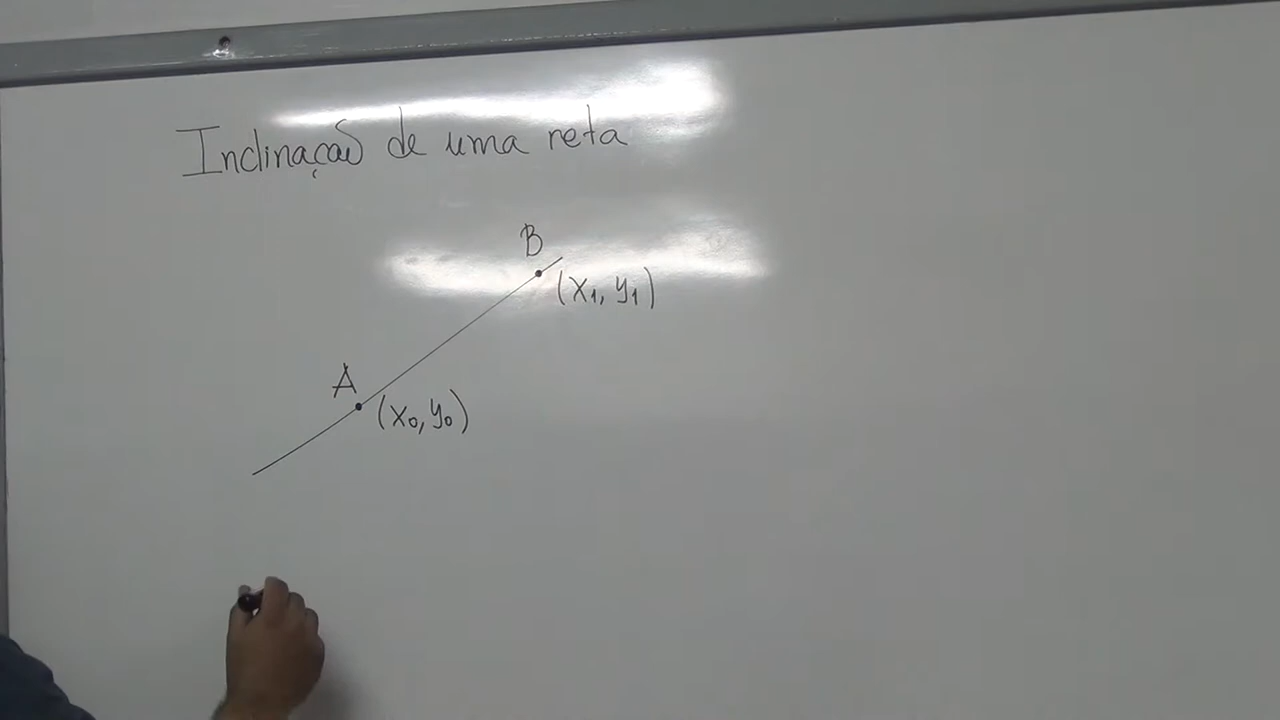 Inclinação de uma reta
B
(x₁, y₁)
A
(x₀, y₀)